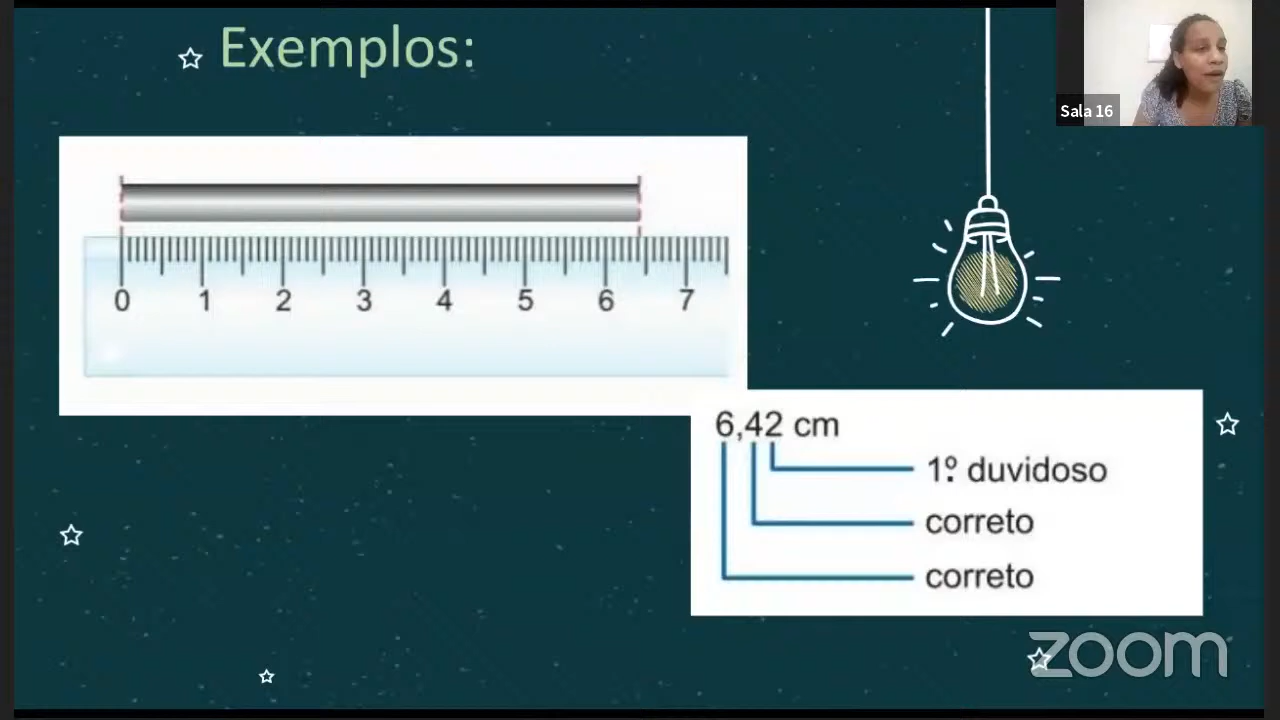 Exemplos:
Sala 16
0 1 2 3 4 5 6 7
6,42 cm
1º duvidoso
correto
correto
zoom